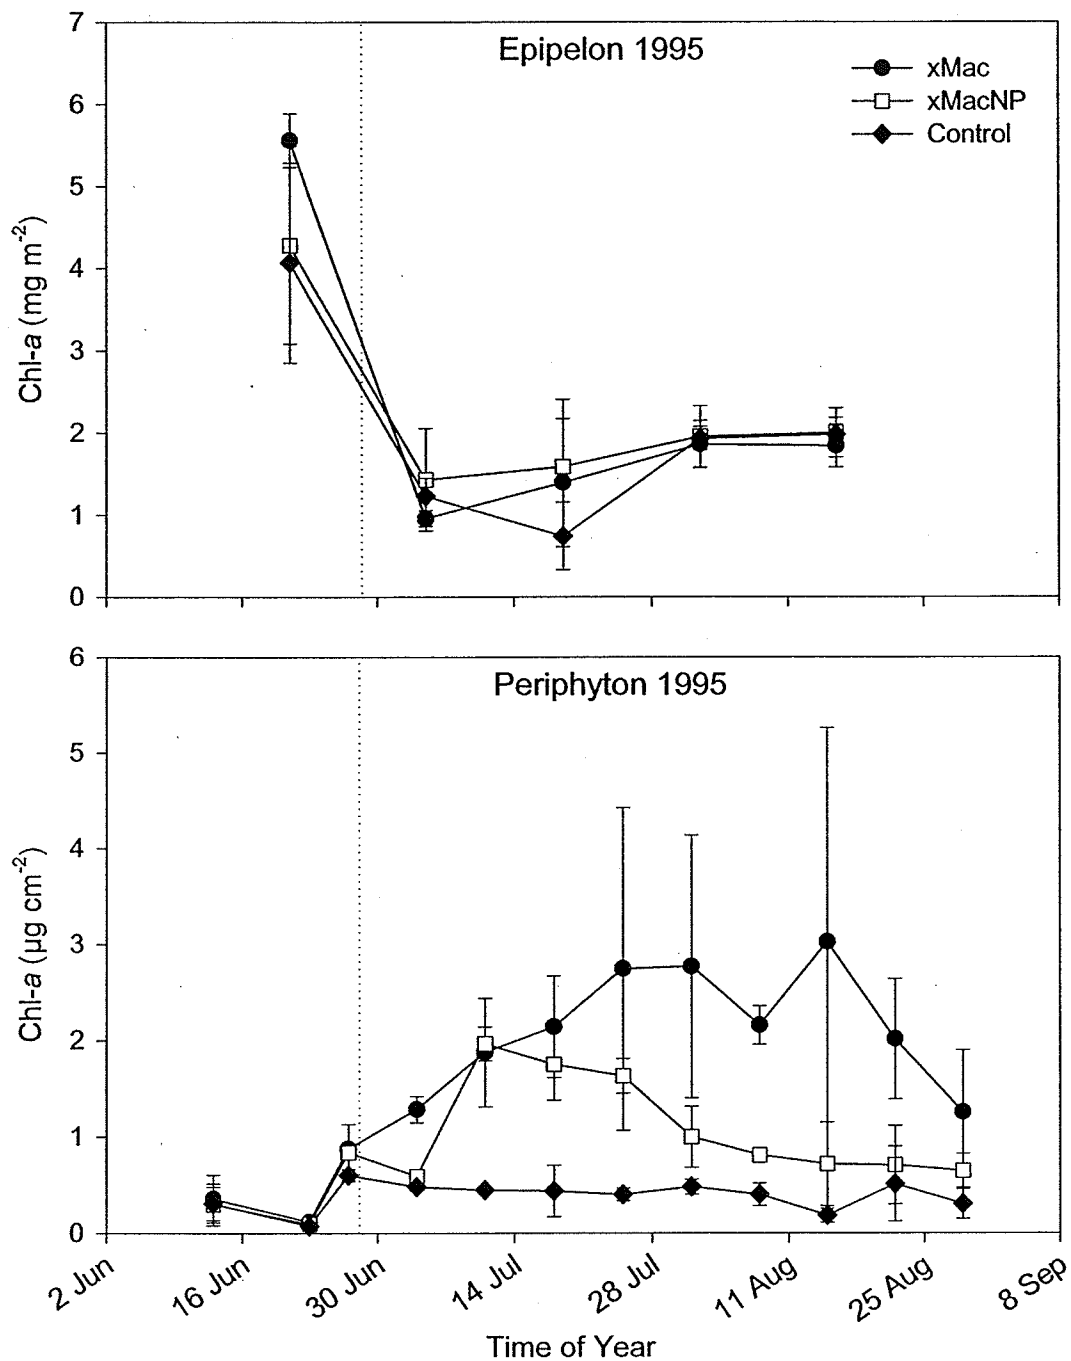 Epipelon 1995
xMac
xMacNP
Control
7
6
5
4
3
2
1
0
Chl-a (mg m-2)
Periphyton 1995
6
5
4
3
2
1
0
Chl-a (µg cm-2)
2 Jun
16 Jun
30 Jun
14 Jul
28 Jul
11 Aug
25 Aug
8 Sep
Time of Year